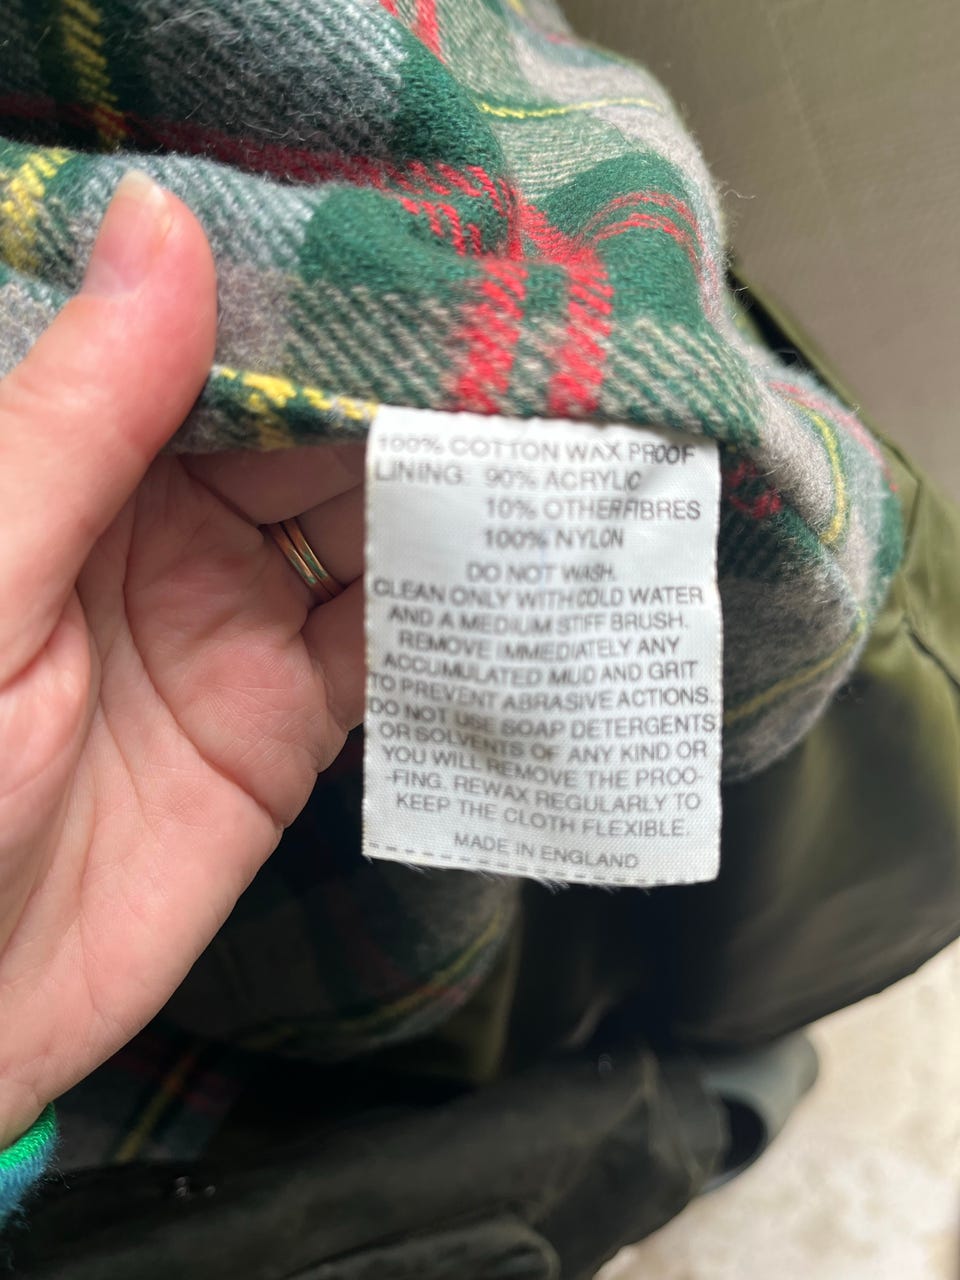 100% COTTON WAX PROOF
LINING: 90% ACRYLIC
10% OTHER FIBRES
100% NYLON
DO NOT WASH.
CLEAN ONLY WITH COLD WATER
AND A MEDIUM STIFF BRUSH.
REMOVE IMMEDIATELY ANY
ACCUMULATED MUD AND GRIT
TO PREVENT ABRASIVE ACTIONS.
DO NOT USE SOAP DETERGENTS
OR SOLVENTS OF ANY KIND OR
YOU WILL REMOVE THE PROO-
-FING. REWAX REGULARLY TO
KEEP THE CLOTH FLEXIBLE.
MADE IN ENGLAND